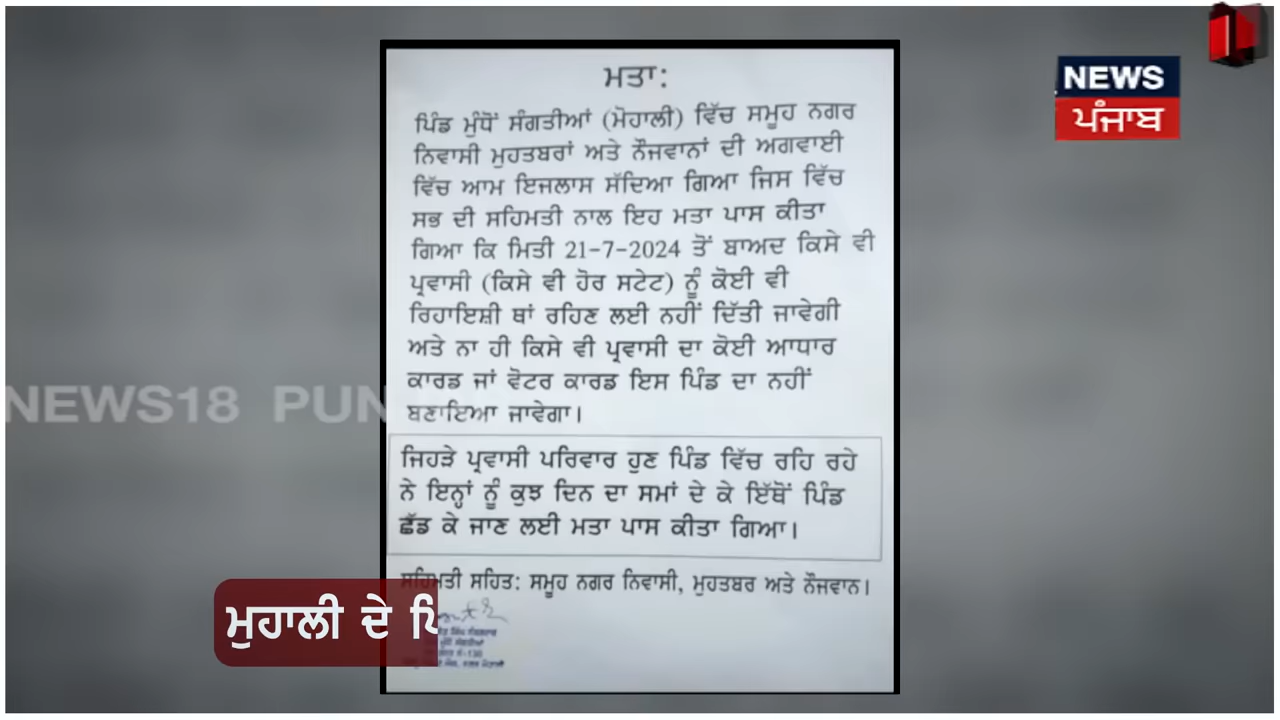 ਮਤਾ:
ਪਿੰਡ ਮੁੰਧੋਂ ਸੰਗਤੀਆਂ (ਮੋਹਾਲੀ) ਵਿੱਚ ਸਮੂਹ ਨਗਰ
ਨਿਵਾਸੀ ਮੁਹਤਬਰਾਂ ਅਤੇ ਨੌਜਵਾਨਾਂ ਦੀ ਅਗਵਾਈ
ਵਿੱਚ ਆਮ ਇਜਲਾਸ ਸੱਦਿਆ ਗਿਆ ਜਿਸ ਵਿੱਚ
ਸਭ ਦੀ ਸਹਿਮਤੀ ਨਾਲ ਇਹ ਮਤਾ ਪਾਸ ਕੀਤਾ
ਗਿਆ ਕਿ ਮਿਤੀ 21-7-2024 ਤੋਂ ਬਾਅਦ ਕਿਸੇ ਵੀ
ਪ੍ਰਵਾਸੀ (ਕਿਸੇ ਵੀ ਹੋਰ ਸਟੇਟ) ਨੂੰ ਕੋਈ ਵੀ
ਰਿਹਾਇਸ਼ੀ ਥਾਂ ਰਹਿਣ ਲਈ ਨਹੀਂ ਦਿੱਤੀ ਜਾਵੇਗੀ
ਅਤੇ ਨਾ ਹੀ ਕਿਸੇ ਵੀ ਪ੍ਰਵਾਸੀ ਦਾ ਕੋਈ ਆਧਾਰ
ਕਾਰਡ ਜਾਂ ਵੋਟਰ ਕਾਰਡ ਇਸ ਪਿੰਡ ਦਾ ਨਹੀਂ
ਬਣਾਇਆ ਜਾਵੇਗਾ।
ਜਿਹੜੇ ਪ੍ਰਵਾਸੀ ਪਰਿਵਾਰ ਹੁਣ ਪਿੰਡ ਵਿੱਚ ਰਹਿ ਰਹੇ
ਨੇ ਇਨ੍ਹਾਂ ਨੂੰ ਕੁਝ ਦਿਨ ਦਾ ਸਮਾਂ ਦੇ ਕੇ ਇੱਥੋਂ ਪਿੰਡ
ਛੱਡ ਕੇ ਜਾਣ ਲਈ ਮਤਾ ਪਾਸ ਕੀਤਾ ਗਿਆ।
ਸਹਿਮਤੀ ਸਹਿਤ: ਸਮੂਹ ਨਗਰ ਨਿਵਾਸੀ, ਮੁਹਤਬਰ ਅਤੇ ਨੌਜਵਾਨ।
NEWS
ਪੰਜਾਬ
NEWS18 PUN
ਮੁਹਾਲੀ ਦੇ